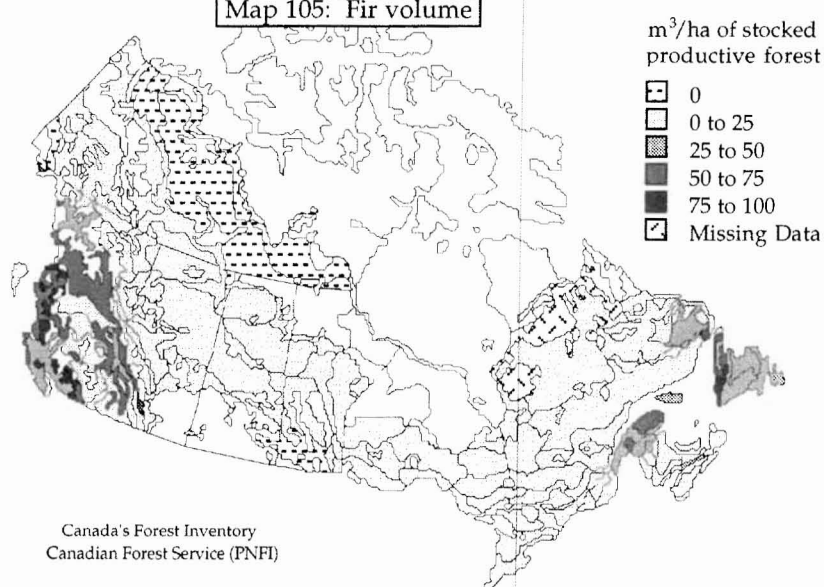 Map 105: Fir volume
m³/ha of stocked
productive forest
0
0 to 25
25 to 50
50 to 75
75 to 100
Missing Data
Canada's Forest Inventory
Canadian Forest Service (PNFI)